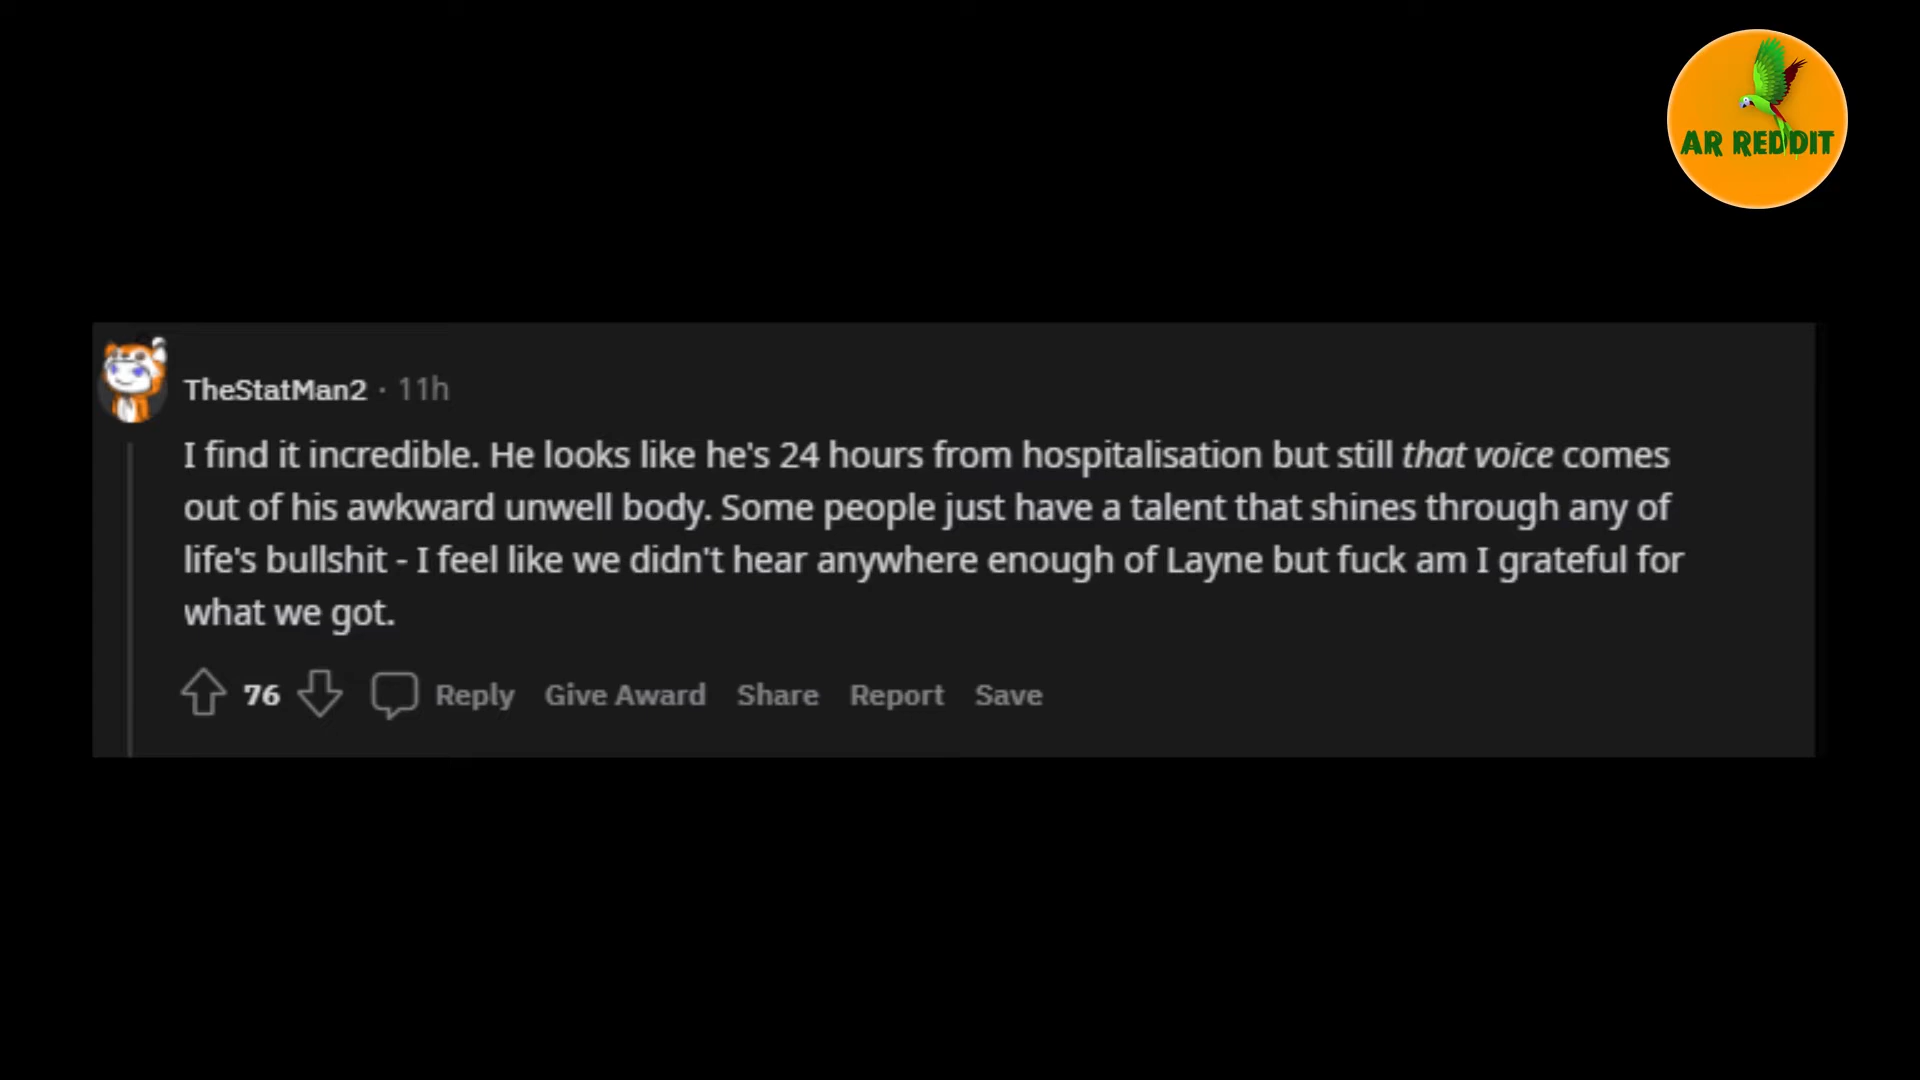 AR REDDIT
TheStatMan2 · 11h
I find it incredible. He looks like he's 24 hours from hospitalisation but still that voice comes
out of his awkward unwell body. Some people just have a talent that shines through any of
life's bullshit - I feel like we didn't hear anywhere enough of Layne but fuck am I grateful for
what we got.
76 Reply Give Award Share Report Save